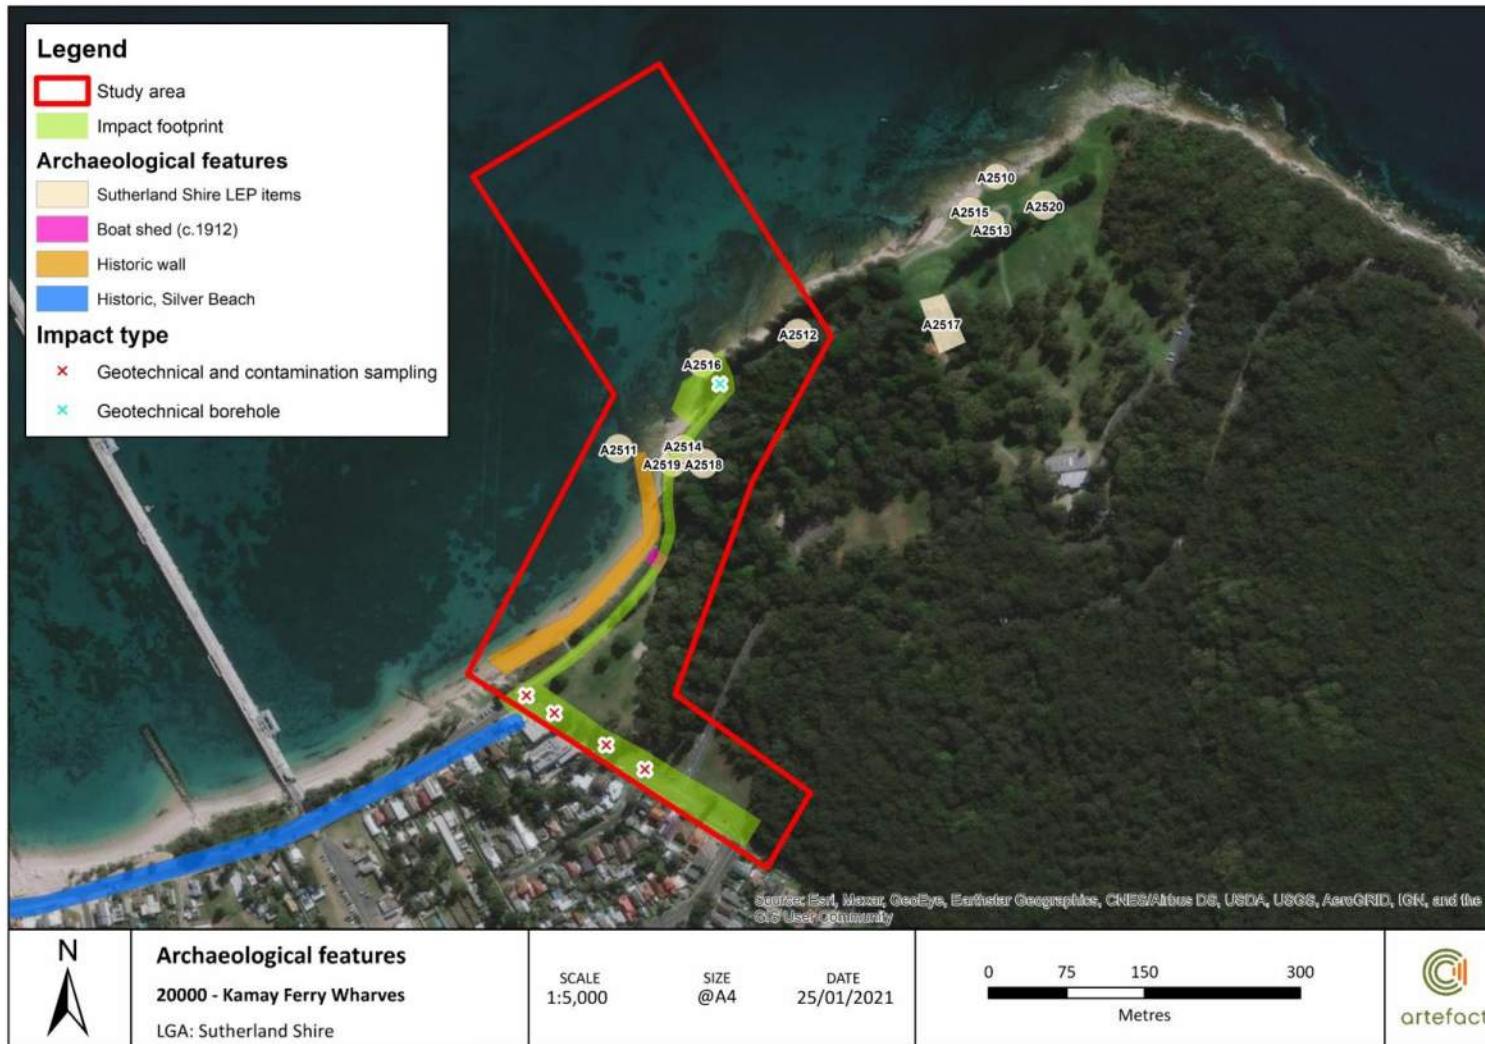 Legend
Study area
Impact footprint
Archaeological features
Sutherland Shire LEP items
Boat shed (c.1912)
Historic wall
Historic, Silver Beach
Impact type
Geotechnical and contamination sampling
Geotechnical borehole
A2510
A2515
A2520
A2513
A2517
A2512
A2516
A2511
A2514
A2519
A2518
Source: Esri, Maxar, GeoEye, Earthstar Geographics, CNES/Airbus DS, USDA, USGS, AeroGRID, IGN, and the
GIS User Community
N
Archaeological features
20000 - Kamay Ferry Wharves
LGA: Sutherland Shire
SCALE
1:5,000
SIZE
@A4
DATE
25/01/2021
0 75 150 300
Metres
artefact